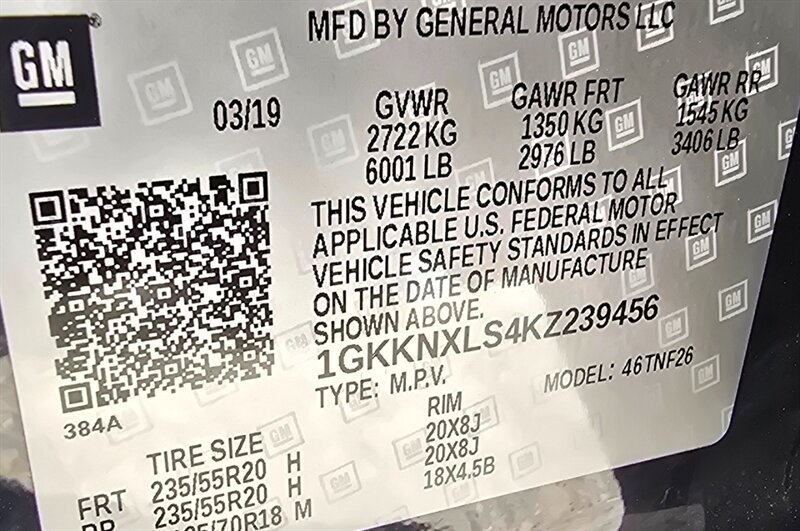 GM
MFD BY GENERAL MOTORS LLC
03/19
GVWR
2722 KG
6001 LB
GAWR FRT
1350 KG
2976 LB
GAWR RR
1545 KG
3406 LB
THIS VEHICLE CONFORMS TO ALL
APPLICABLE U.S. FEDERAL MOTOR
VEHICLE SAFETY STANDARDS IN EFFECT
ON THE DATE OF MANUFACTURE
SHOWN ABOVE.
1GKKNXLS4KZ239456
TYPE: M.P.V. MODEL: 46TNF26
384A
TIRE SIZE RIM
FRT 235/55R20 H 20X8J
RR 235/55R20 H 20X8J
/70R18 M 18X4.5B